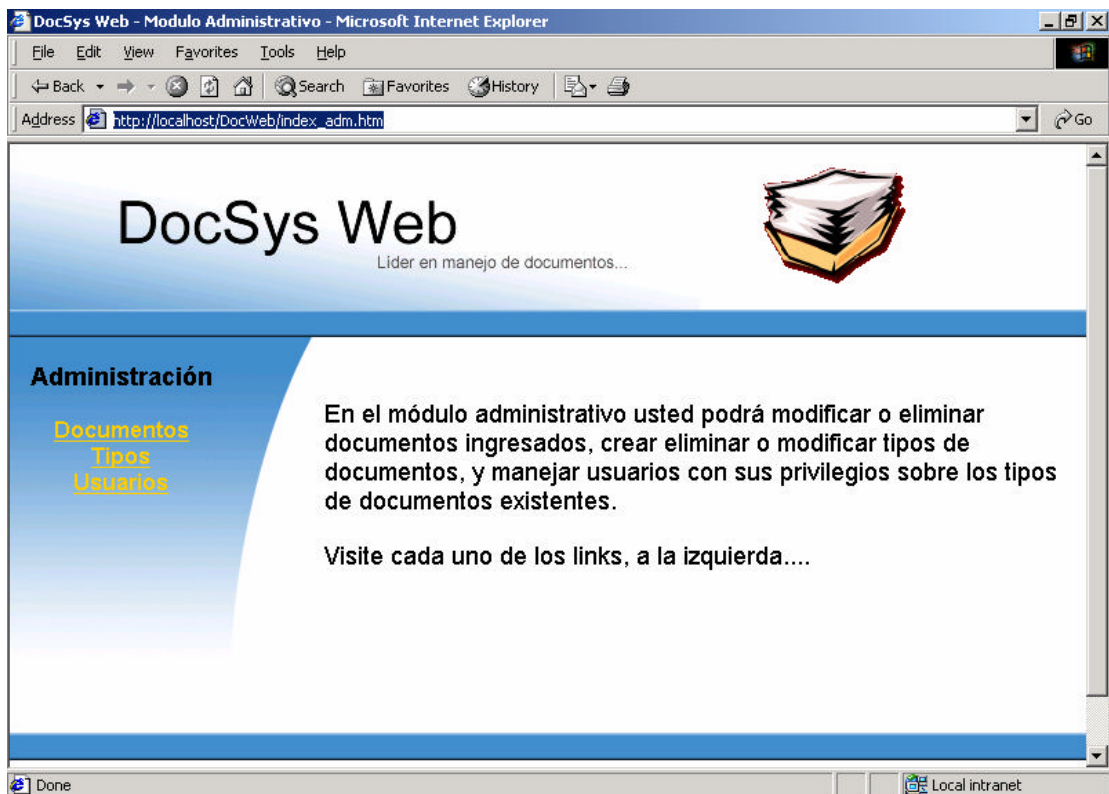 DocSys Web - Modulo Administrativo - Microsoft Internet Explorer
File Edit View Favorites Tools Help
Back Search Favorites History
Address http://localhost/DocWeb/index_adm.htm Go
DocSys Web
Lider en manejo de documentos...
Administración
Documentos
Tipos
Usuarios
En el módulo administrativo usted podrá modificar o eliminar
documentos ingresados, crear eliminar o modificar tipos de
documentos, y manejar usuarios con sus privilegios sobre los tipos
de documentos existentes.
Visite cada uno de los links, a la izquierda....
Done Local intranet